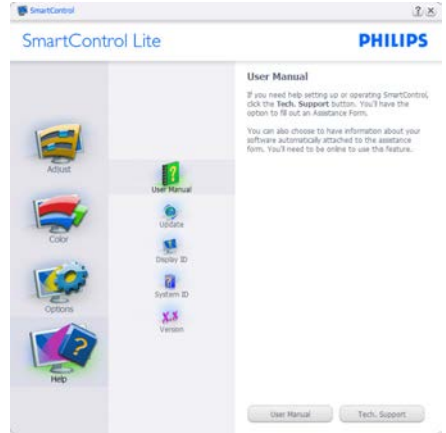 SmartControl
? X
SmartControl Lite
PHILIPS
Adjust
Color
Options
Help
User Manual
Update
Display ID
System ID
X.x
Version
User Manual
If you need help setting up or operating SmartControl,
click the Tech. Support button. You'll have the
option to fill out an Assistance Form.
You can also choose to have information about your
software automatically attached to the assistance
form. You'll need to be online to use this feature.
User Manual
Tech. Support